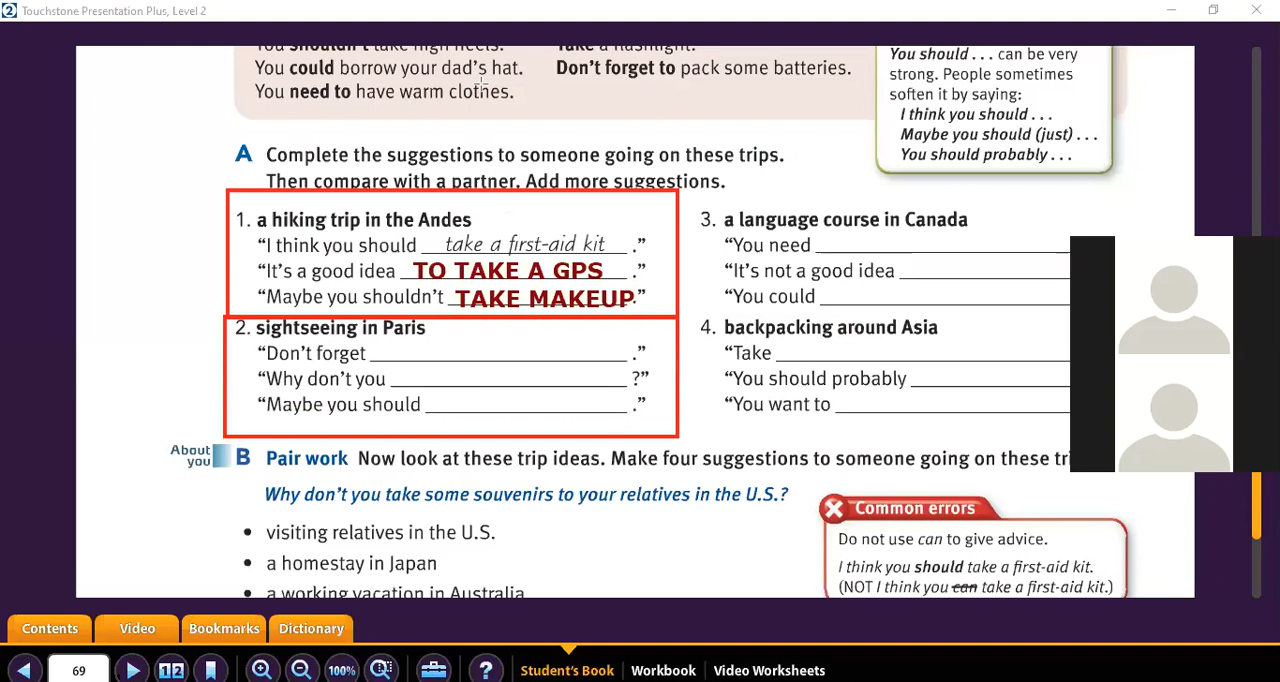 Touchstone Presentation Plus, Level 2
You shouldn't take high heels.
Take a flashlight.
You could borrow your dad's hat.
Don't forget to pack some batteries.
You need to have warm clothes.
You should . . . can be very
strong. People sometimes
soften it by saying:
I think you should . . .
Maybe you should (just) . . .
You should probably . . .
A Complete the suggestions to someone going on these trips.
Then compare with a partner. Add more suggestions.
1. a hiking trip in the Andes
"I think you should take a first-aid kit ."
"It's a good idea TO TAKE A GPS ."
"Maybe you shouldn't TAKE MAKEUP."
2. sightseeing in Paris
"Don't forget ."
"Why don't you ?"
"Maybe you should ."
3. a language course in Canada
"You need
"It's not a good idea
"You could
4. backpacking around Asia
"Take
"You should probably
"You want to
About you
B Pair work Now look at these trip ideas. Make four suggestions to someone going on these
Why don't you take some souvenirs to your relatives in the U.S.?
• visiting relatives in the U.S.
• a homestay in Japan
• a working vacation in Australia
Common errors
Do not use can to give advice.
I think you should take a first-aid kit.
(NOT I think you can take a first-aid kit.)
Contents Video Bookmarks Dictionary
69 1 2 100% ? Student's Book Workbook Video Worksheets